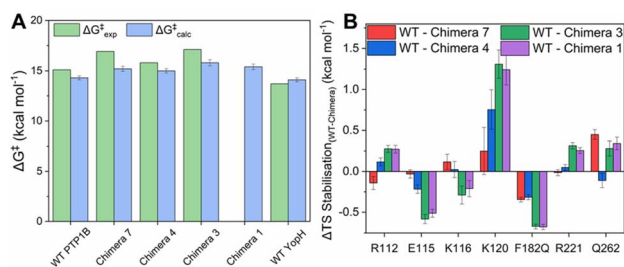 A
ΔG‡exp
ΔG‡calc
ΔG‡ (kcal mol⁻¹)
20
15
10
5
0
WT PTP1B
Chimera 7
Chimera 4
Chimera 3
Chimera 1
WT YopH
B
WT - Chimera 7
WT - Chimera 3
WT - Chimera 4
WT - Chimera 1
ΔTS Stabilisation(WT-Chimera) (kcal mol⁻¹)
1.5
1.0
0.5
0.0
-0.5
R112
E115
K116
K120
F182Q
R221
Q262